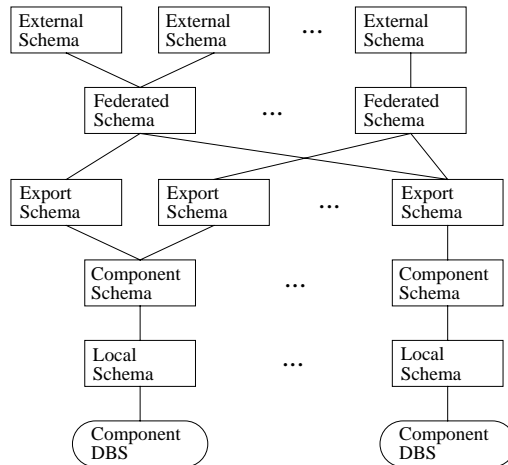 External
Schema
External
Schema
...
External
Schema
Federated
Schema
...
Federated
Schema
Export
Schema
Export
Schema
...
Export
Schema
Component
Schema
...
Component
Schema
Local
Schema
...
Local
Schema
Component
DBS
Component
DBS